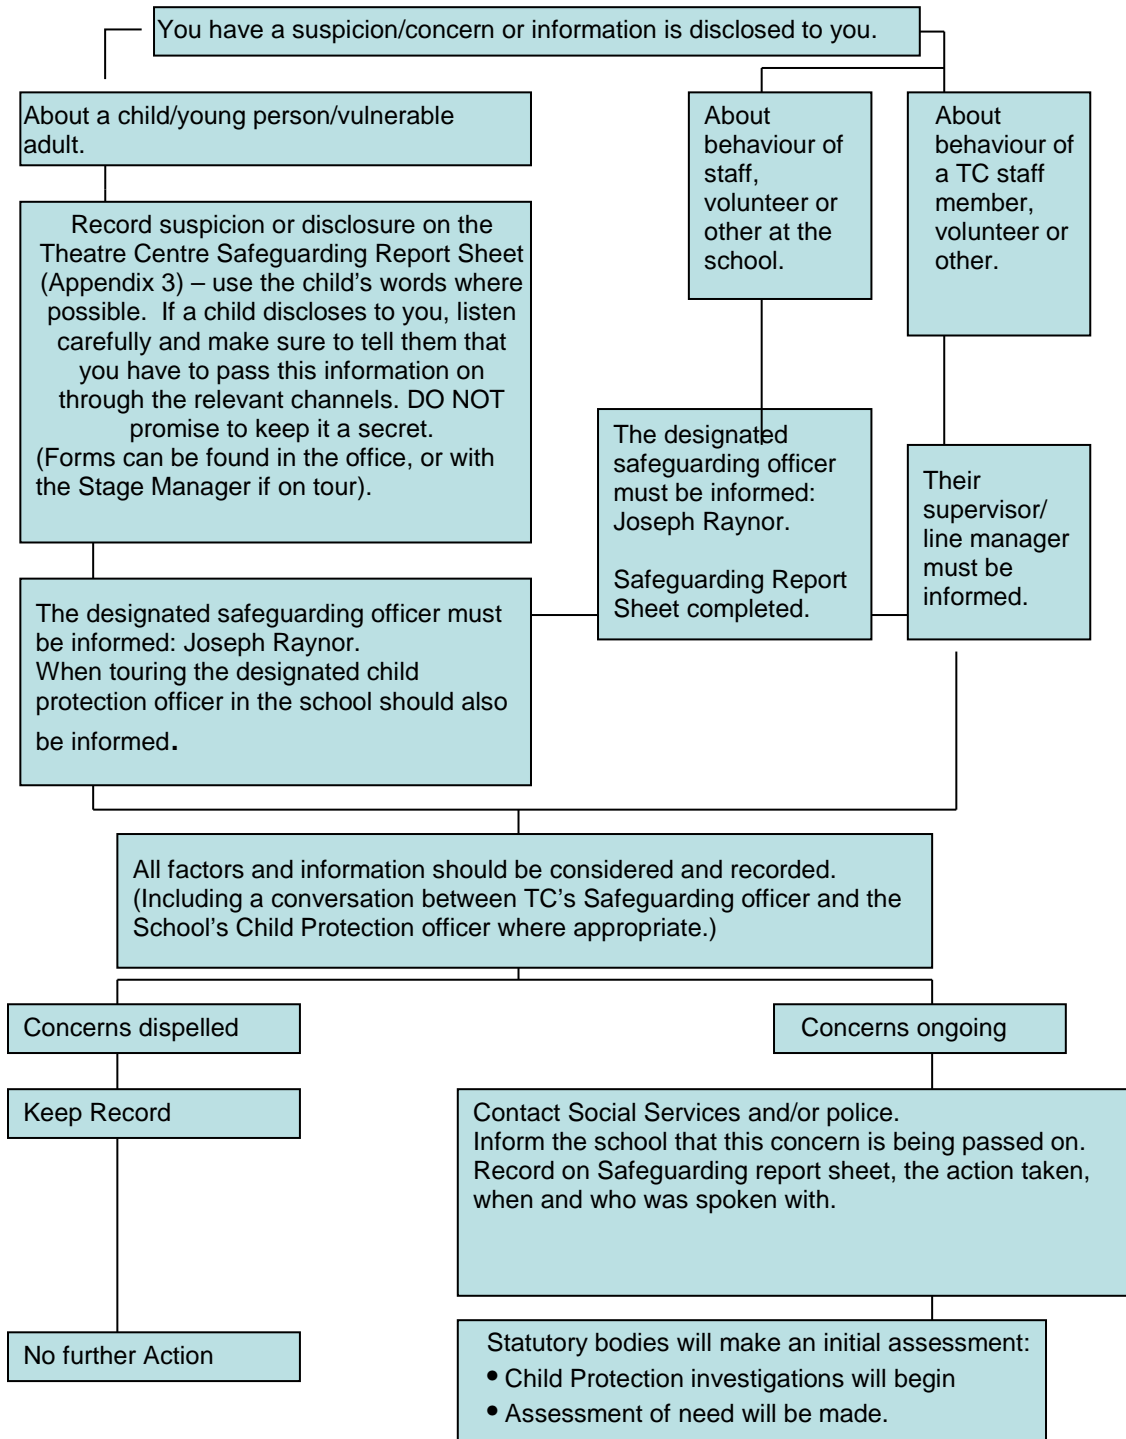 You have a suspicion/concern or information is disclosed to you.
About a child/young person/vulnerable
adult.
About
behaviour of
staff,
volunteer or
other at the
school.
About
behaviour of
a TC staff
member,
volunteer or
other.
Record suspicion or disclosure on the
Theatre Centre Safeguarding Report Sheet
(Appendix 3) – use the child’s words where
possible.  If a child discloses to you, listen
carefully and make sure to tell them that
you have to pass this information on
through the relevant channels. DO NOT
promise to keep it a secret.
(Forms can be found in the office, or with
the Stage Manager if on tour).
The designated
safeguarding officer
must be informed:
Joseph Raynor.
Safeguarding Report
Sheet completed.
Their
supervisor/
line manager
must be
informed.
The designated safeguarding officer must
be informed: Joseph Raynor.
When touring the designated child
protection officer in the school should also
be informed.
All factors and information should be considered and recorded.
(Including a conversation between TC’s Safeguarding officer and the
School’s Child Protection officer where appropriate.)
Concerns dispelled
Concerns ongoing
Keep Record
Contact Social Services and/or police.
Inform the school that this concern is being passed on.
Record on Safeguarding report sheet, the action taken,
when and who was spoken with.
No further Action
Statutory bodies will make an initial assessment:
• Child Protection investigations will begin
• Assessment of need will be made.